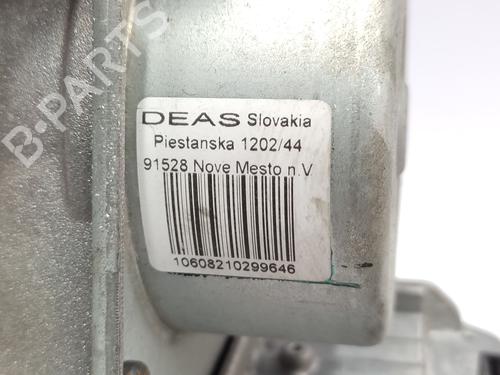 B-PARTS
DEAS Slovakia
Piestanska 1202/44
91528 Nove Mesto n.V
10608210299646